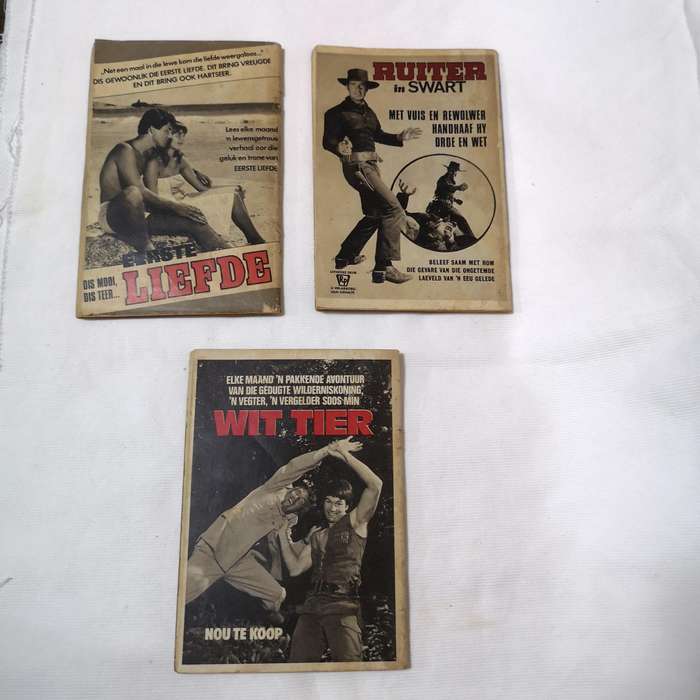 „Net een maal in die lewe kom die liefde weergaloos...
DIS GEWOONLIK DIE EERSTE LIEFDE. DIT BRING VREUGDE
EN DIT BRING OOK HARTSEER.
Lees elke maand
'n lewensgetroue
verhaal oor die
geluk en trane van
EERSTE LIEFDE
DIS MOOI,
DIS TEER...
EERSTE
LIEFDE
RUITER
in SWART
MET VUIS EN REWOLWER
HANDHAAF HY
ORDE EN WET
BELEEF SAAM MET ROM
DIE GEVARE VAN DIE ONGETEMDE
LAEVELD VAN 'N EEU GELEDE
ELKE MAAND 'N PAKKENDE AVONTUUR
VAN DIE GEDUGTE WILDERNISKONING,
'N VEGTER, 'N VERGELDER SOOS MIN
WIT TIER
NOU TE KOOP